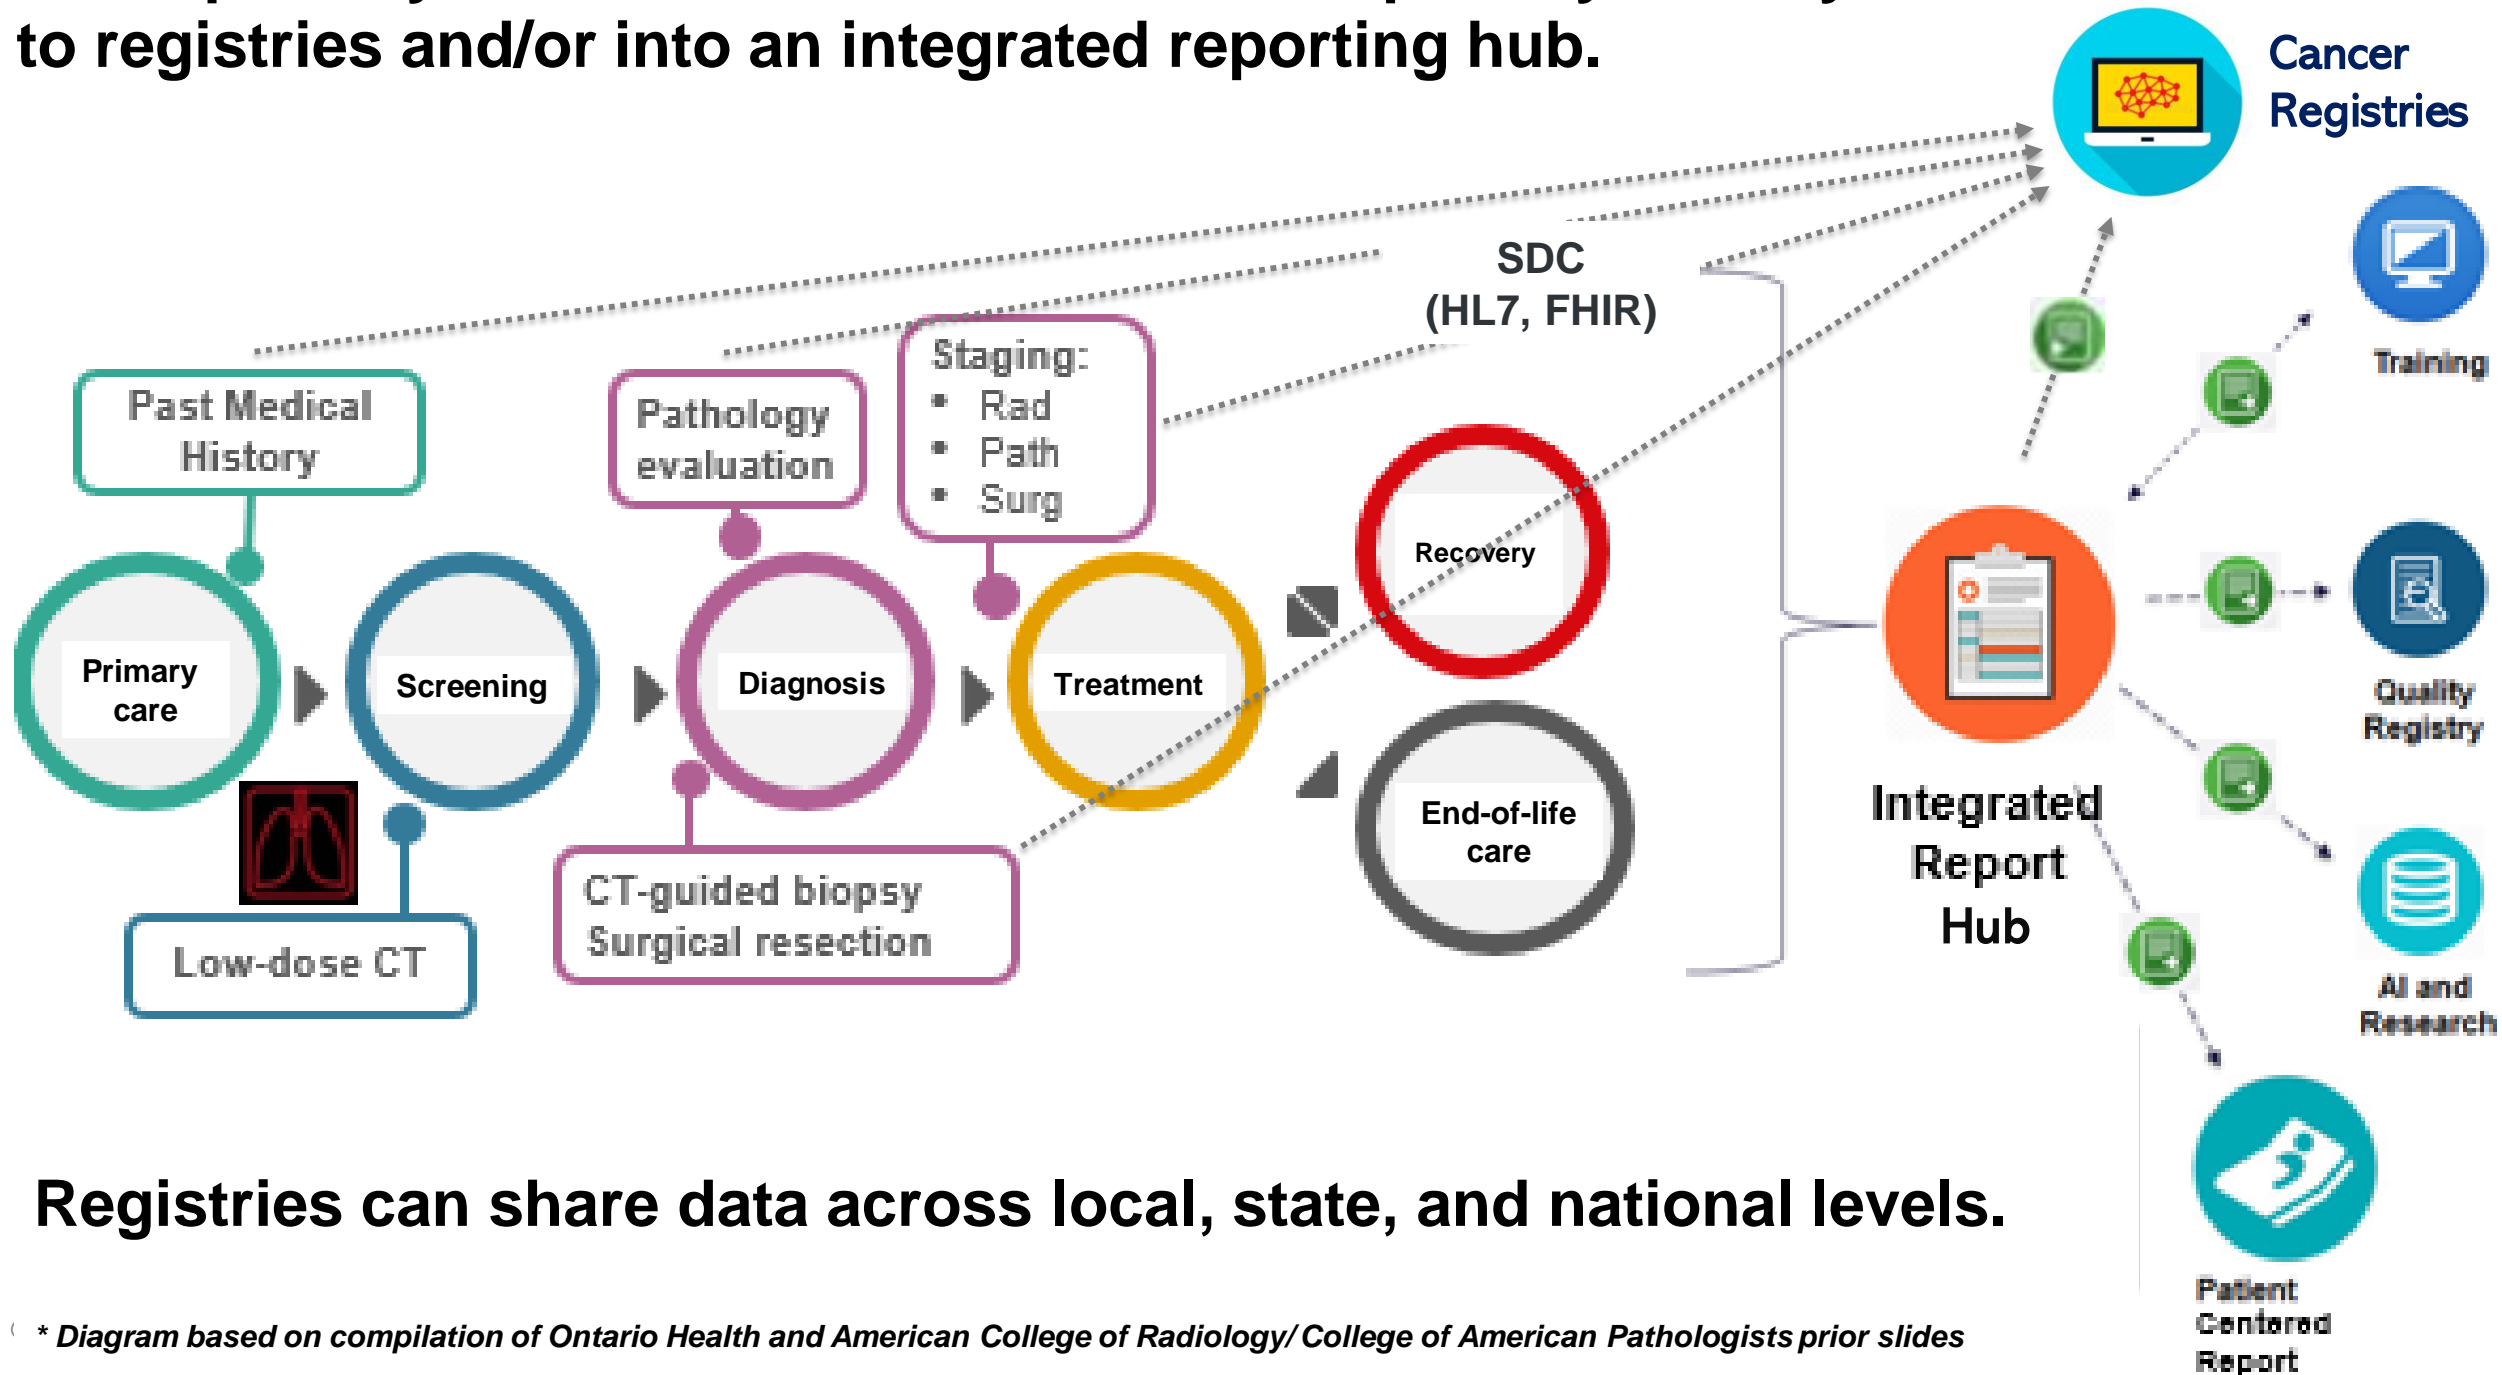 to registries and/or into an integrated reporting hub.
Cancer
Registries
SDC
(HL7, FHIR)
Training
Past Medical
History
Pathology
evaluation
Staging:
• Rad
• Path
• Surg
Primary
care
Screening
Diagnosis
Treatment
Recovery
End-of-life
care
Low-dose CT
CT-guided biopsy
Surgical resection
Integrated
Report
Hub
Quality
Registry
AI and
Research
Patient
Centered
Report
Registries can share data across local, state, and national levels.
* Diagram based on compilation of Ontario Health and American College of Radiology/ College of American Pathologists prior slides